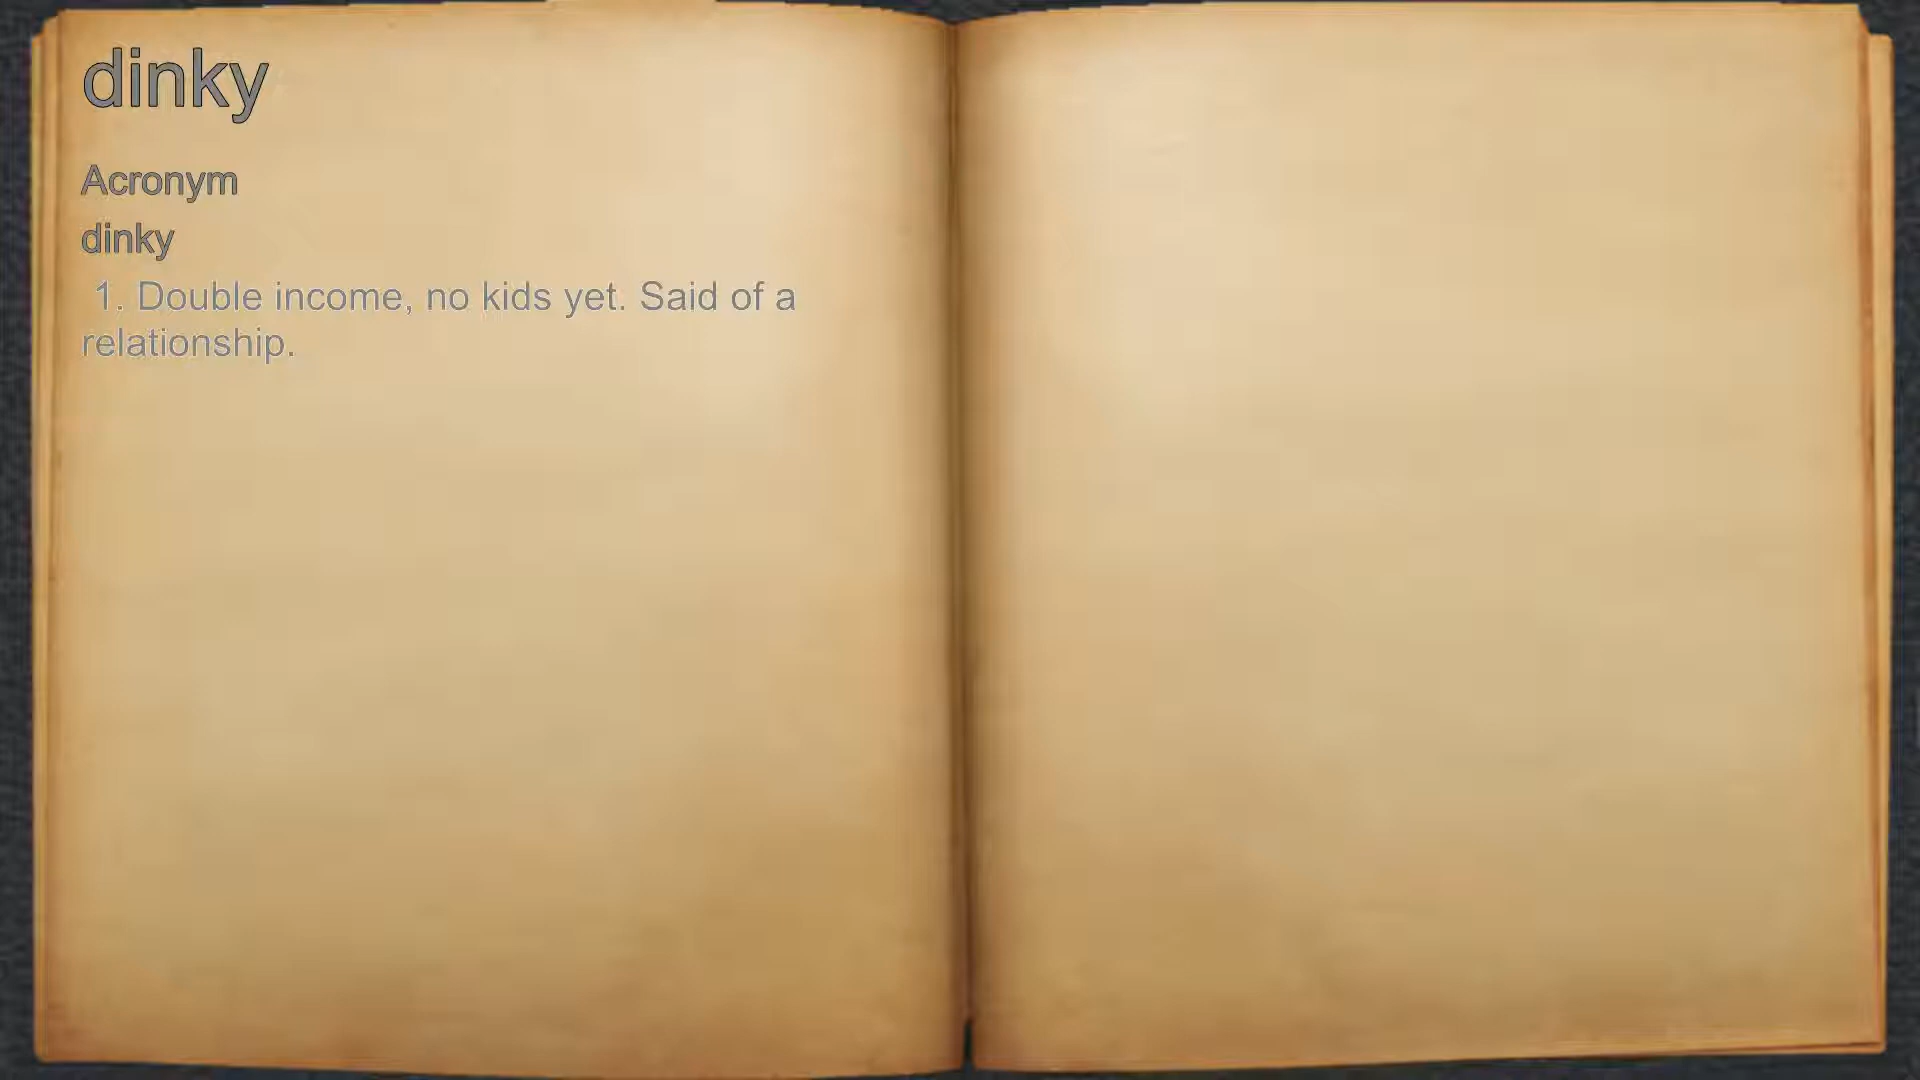 dinky
Acronym
dinky
1. Double income, no kids yet. Said of a
relationship.